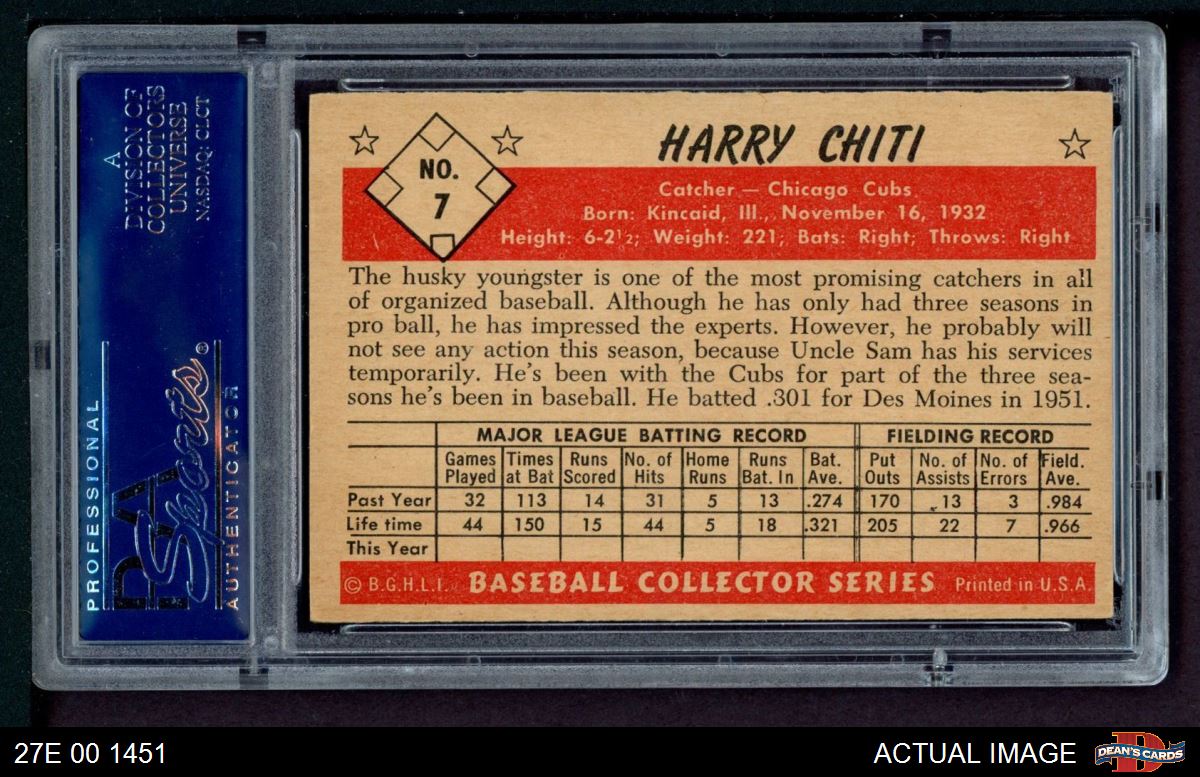 A
DIVISION OF
COLLECTORS
UNIVERSE
NASDAQ: CLCT
PROFESSIONAL
PSA
Sports®
AUTHENTICATOR
NO.
7
HARRY CHITI
Catcher — Chicago Cubs
Born: Kincaid, Ill., November 16, 1932
Height: 6-2½; Weight: 221; Bats: Right; Throws: Right
The husky youngster is one of the most promising catchers in all
of organized baseball. Although he has only had three seasons in
pro ball, he has impressed the experts. However, he probably will
not see any action this season, because Uncle Sam has his services
temporarily. He's been with the Cubs for part of the three sea-
sons he's been in baseball. He batted .301 for Des Moines in 1951.
MAJOR LEAGUE BATTING RECORD FIELDING RECORD
Games Times Runs No. of Home Runs Bat. Put No. of No. of Field.
Played at Bat Scored Hits Runs Bat. In Ave. Outs Assists Errors Ave.
Past Year 32 113 14 31 5 13 .274 170 13 3 .984
Life time 44 150 15 44 5 18 .321 205 22 7 .966
This Year
© B.G.H.L.I. BASEBALL COLLECTOR SERIES Printed in U.S.A.
27E 00 1451
ACTUAL IMAGE
DEAN'S CARDS